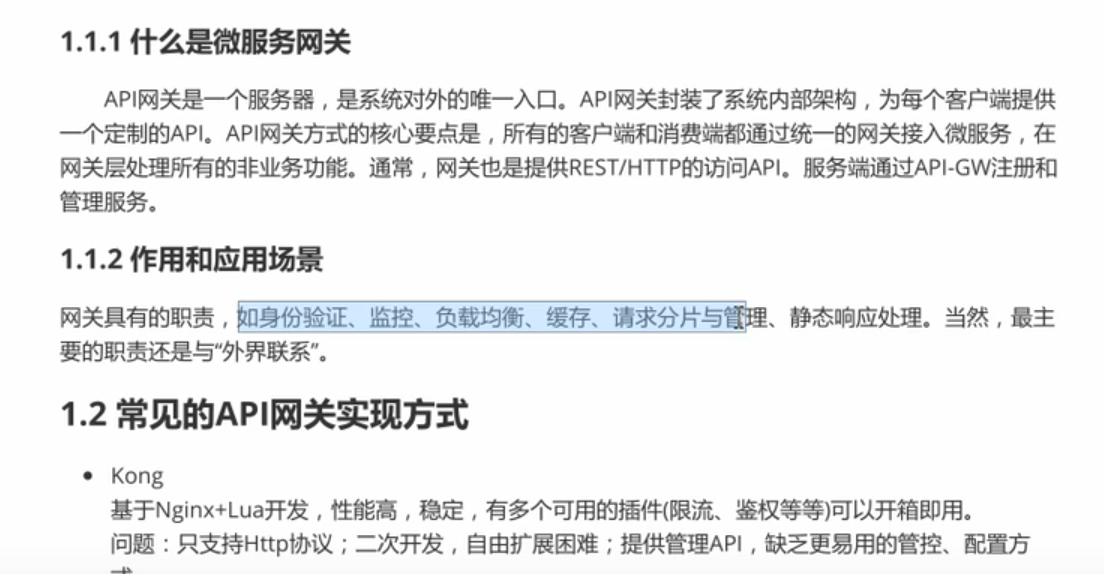 1.1.1 什么是微服务网关
API网关是一个服务器，是系统对外的唯一入口。API网关封装了系统内部架构，为每个客户端提供
一个定制的API。API网关方式的核心要点是，所有的客户端和消费端都通过统一的网关接入微服务，在
网关层处理所有的非业务功能。通常，网关也是提供REST/HTTP的访问API。服务端通过API-GW注册和
管理服务。
1.1.2 作用和应用场景
网关具有的职责，如身份验证、监控、负载均衡、缓存、请求分片与管理、静态响应处理。当然，最主
要的职责还是与“外界联系”。
1.2 常见的API网关实现方式
• Kong
基于Nginx+Lua开发，性能高，稳定，有多个可用的插件(限流、鉴权等等)可以开箱即用。
问题：只支持Http协议；二次开发，自由扩展困难；提供管理API，缺乏更易用的管控、配置方